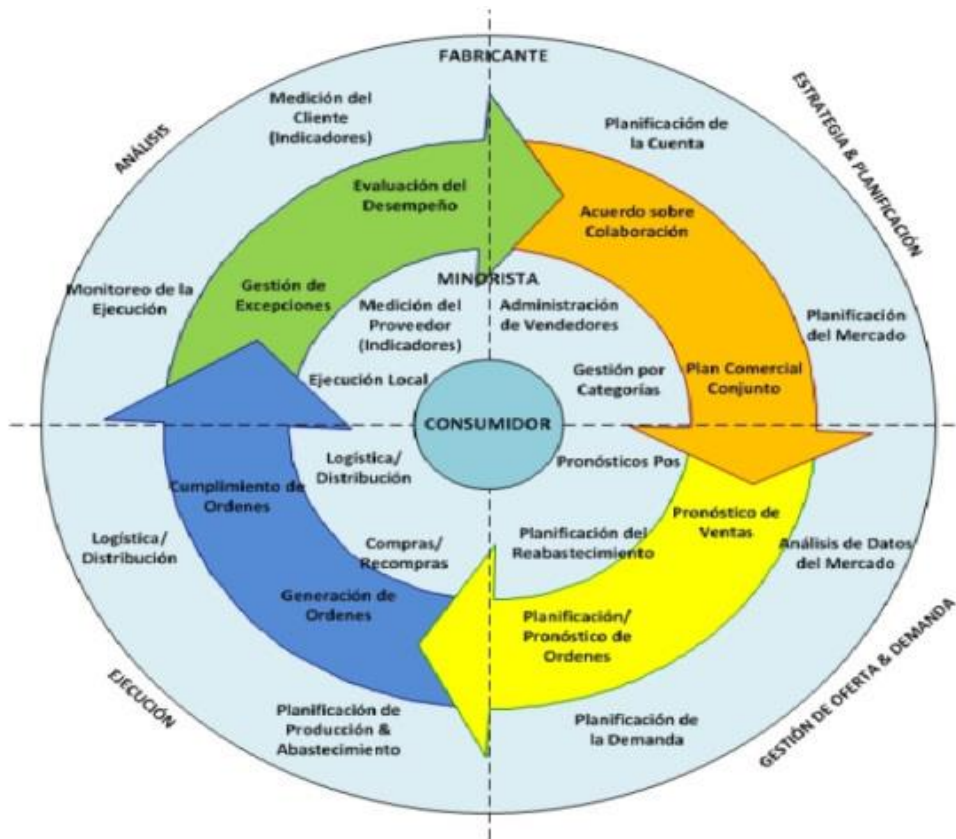 FABRICANTE
ANÁLISIS
ESTRATEGIA & PLANIFICACIÓN
Medición del
Cliente
(Indicadores)
Planificación de
la Cuenta
Evaluación del
Desempeño
Acuerdo sobre
Colaboración
Monitoreo de la
Ejecución
Gestión de
Excepciones
MINORISTA
Medición del
Proveedor
(Indicadores)
Administración
de Vendedores
Planificación
del Mercado
Ejecución Local
Gestión por
Categorías
Plan Comercial
Conjunto
CONSUMIDOR
Logística/
Distribución
Pronósticos Pos
Cumplimiento de
Ordenes
Pronóstico de
Ventas
Logística/
Distribución
Compras/
Recompras
Planificación del
Reabastecimiento
Análisis de Datos
del Mercado
Generación de
Ordenes
Planificación/
Pronóstico de
Ordenes
Planificación de
Producción &
Abastecimiento
Planificación de
la Demanda
EJECUCIÓN
GESTIÓN DE OFERTA & DEMANDA